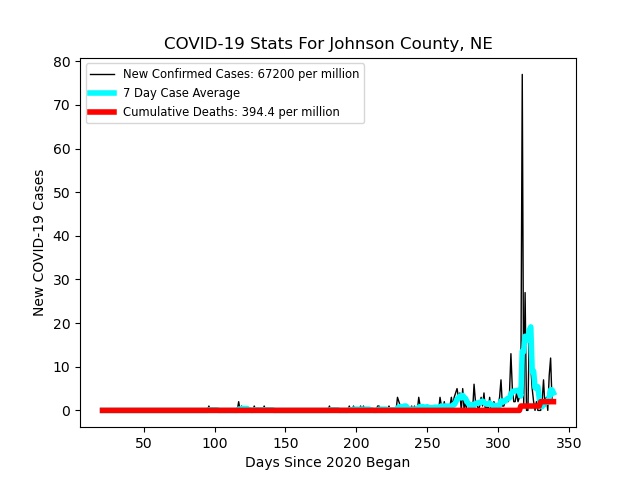 COVID-19 Stats For Johnson County, NE
New Confirmed Cases: 67200 per million
7 Day Case Average
Cumulative Deaths: 394.4 per million
New COVID-19 Cases
80
70
60
50
40
30
20
10
0
50 100 150 200 250 300 350
Days Since 2020 Began